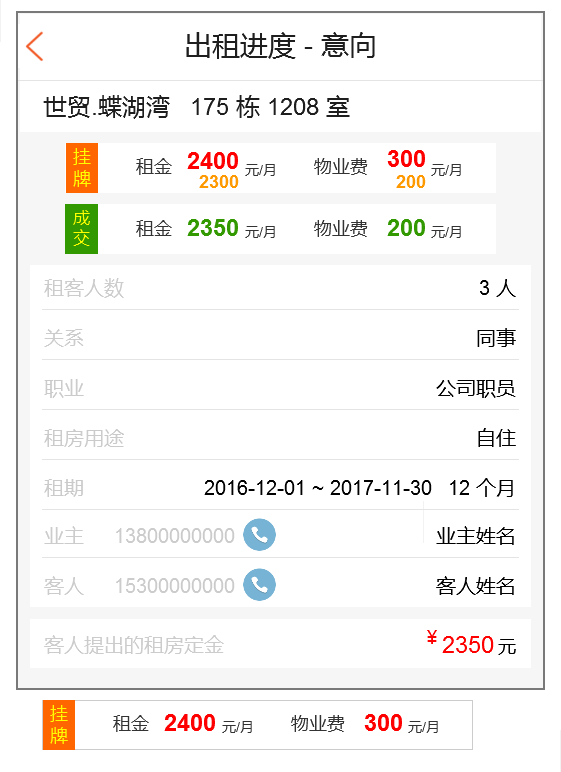 出租进度 - 意向
世贸.蝶湖湾 175 栋 1208 室
挂牌 租金 2400 元/月 物业费 300 元/月
2300 200
成交 租金 2350 元/月 物业费 200 元/月
租客人数 3 人
关系 同事
职业 公司职员
租房用途 自住
租期 2016-12-01 ~ 2017-11-30 12 个月
业主 13800000000 业主姓名
客人 15300000000 客人姓名
客人提出的租房定金 ¥2350 元
挂牌 租金 2400 元/月 物业费 300 元/月